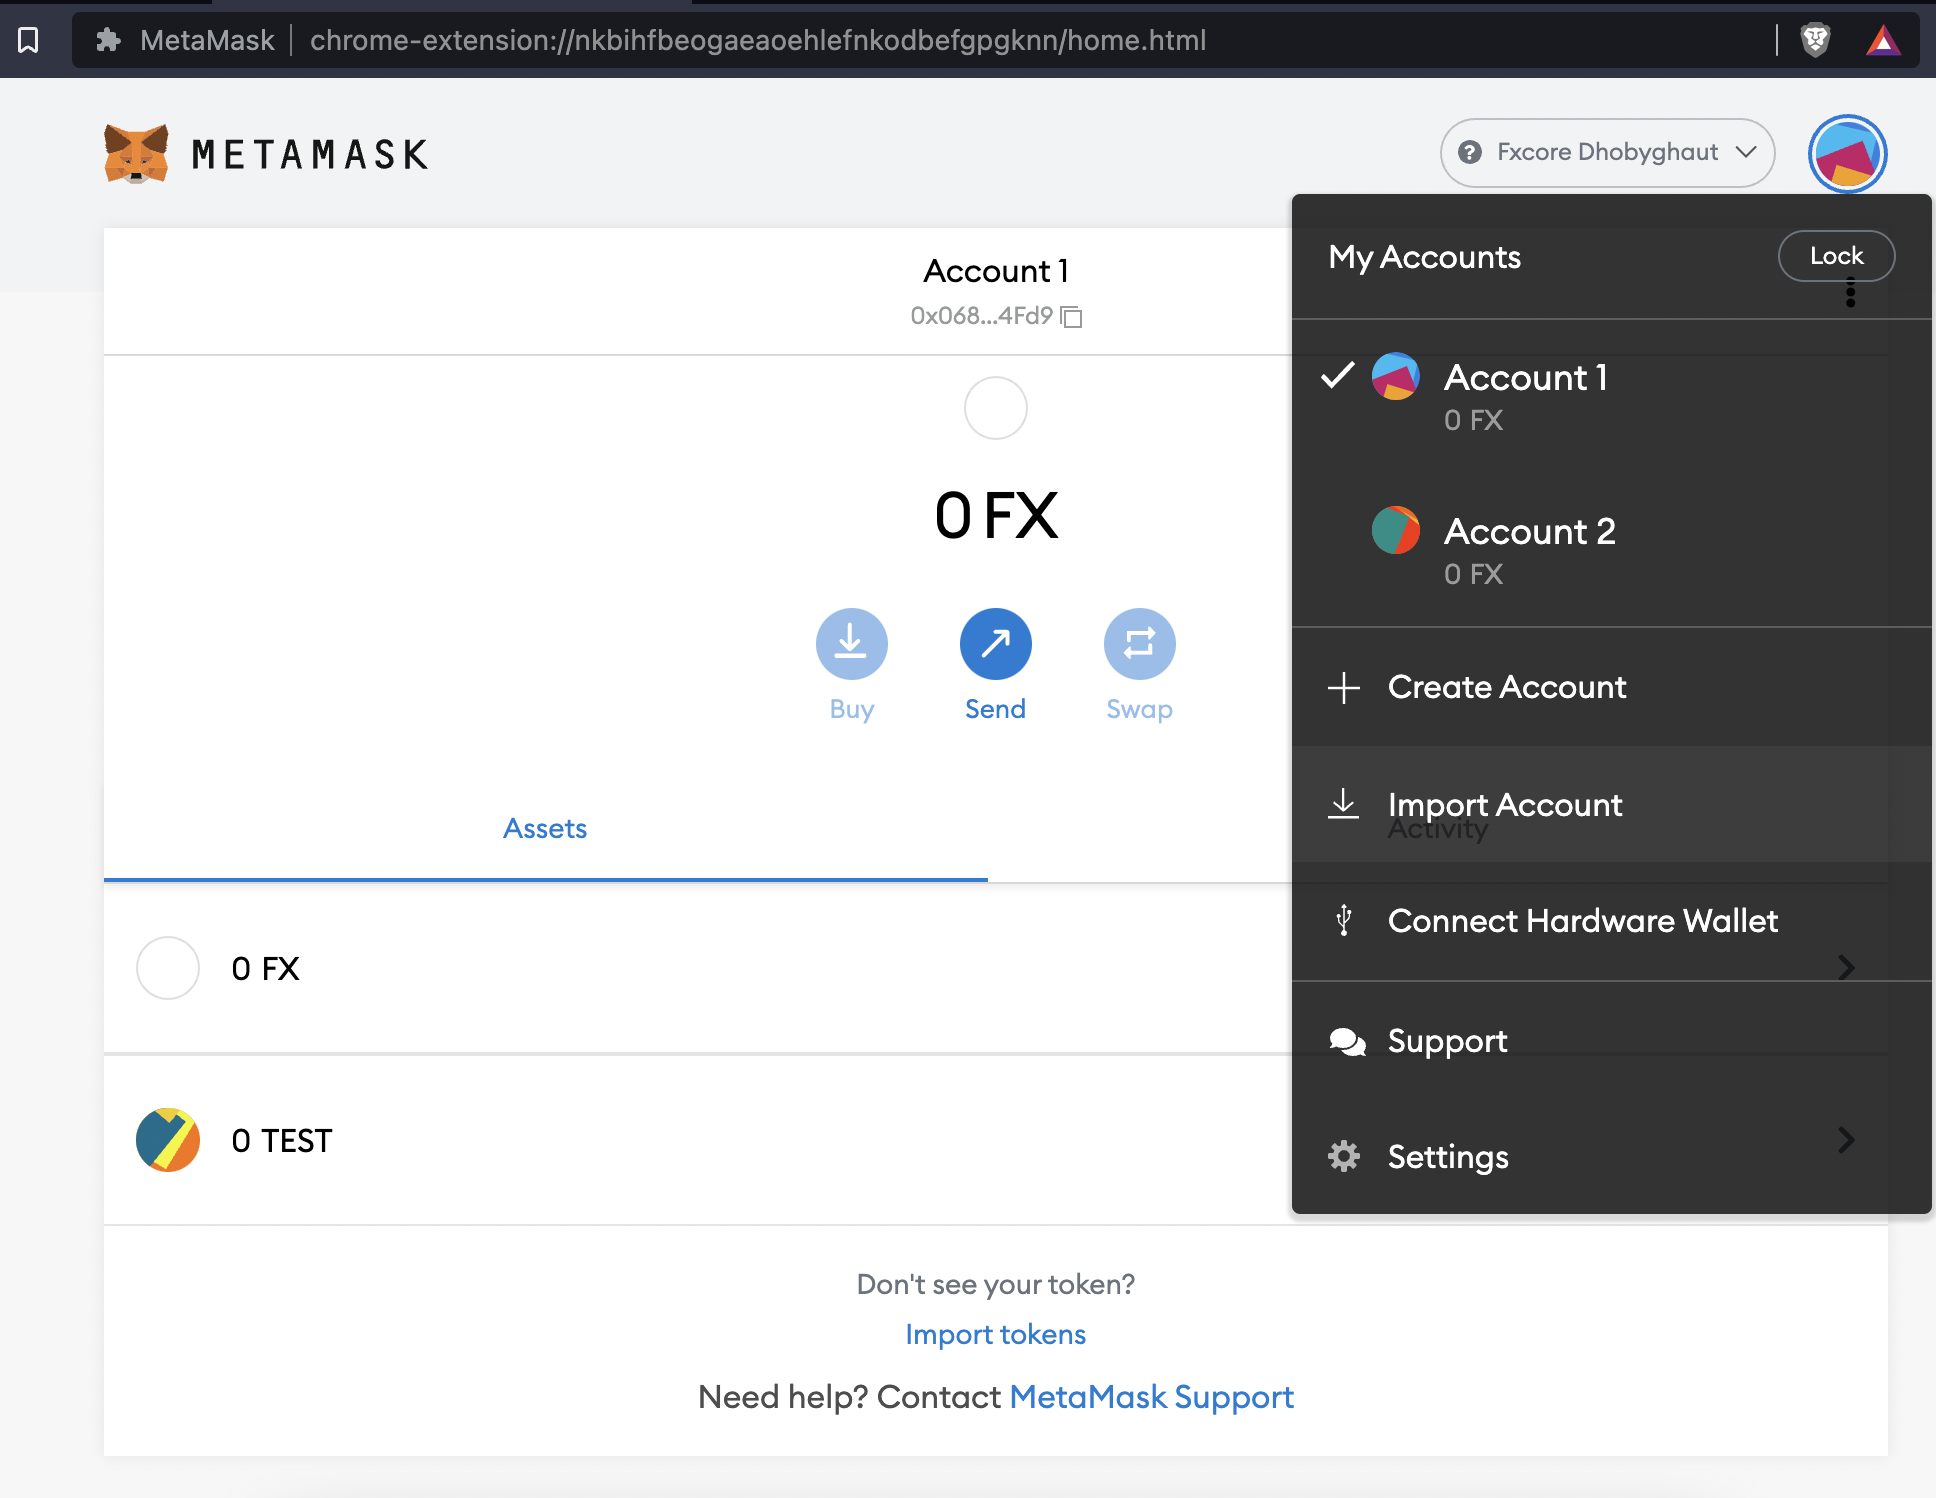 MetaMask
chrome-extension://nkbihfbeogaeaoehlefnkodbefgpgknn/home.html
METAMASK
? Fxcore Dhobyghaut
Account 1
0x068...4Fd9
0 FX
Buy
Send
Swap
Assets
Activity
0 FX
0 TEST
Don't see your token?
Import tokens
Need help? Contact MetaMask Support
My Accounts
Lock
Account 1
0 FX
Account 2
0 FX
Create Account
Import Account
Connect Hardware Wallet
Support
Settings